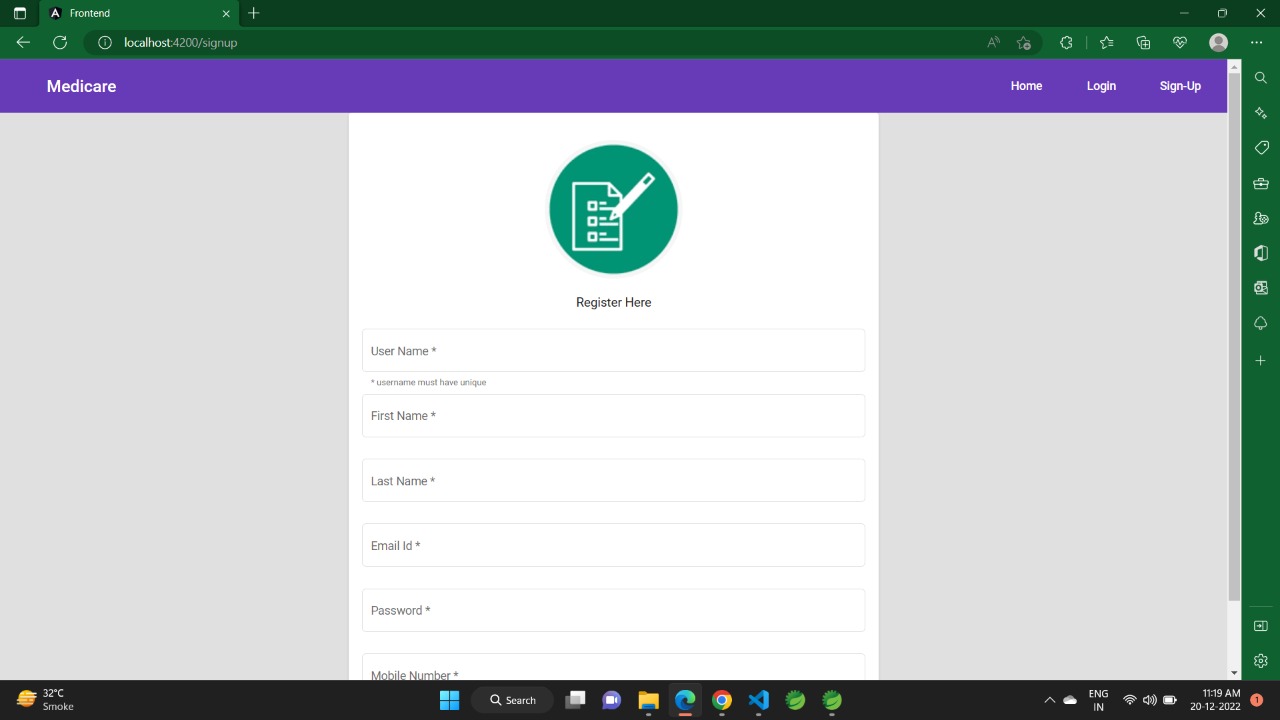 Frontend
localhost:4200/signup
Medicare
Home
Login
Sign-Up
Register Here
User Name *
* username must have unique
First Name *
Last Name *
Email Id *
Password *
Mobile Number *
32°C
Smoke
Search
ENG
IN
11:19 AM
20-12-2022
1